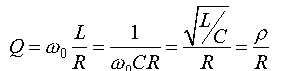 Q = ω₀ L/R = 1/(ω₀CR) = √(L/C)/R = ρ/R